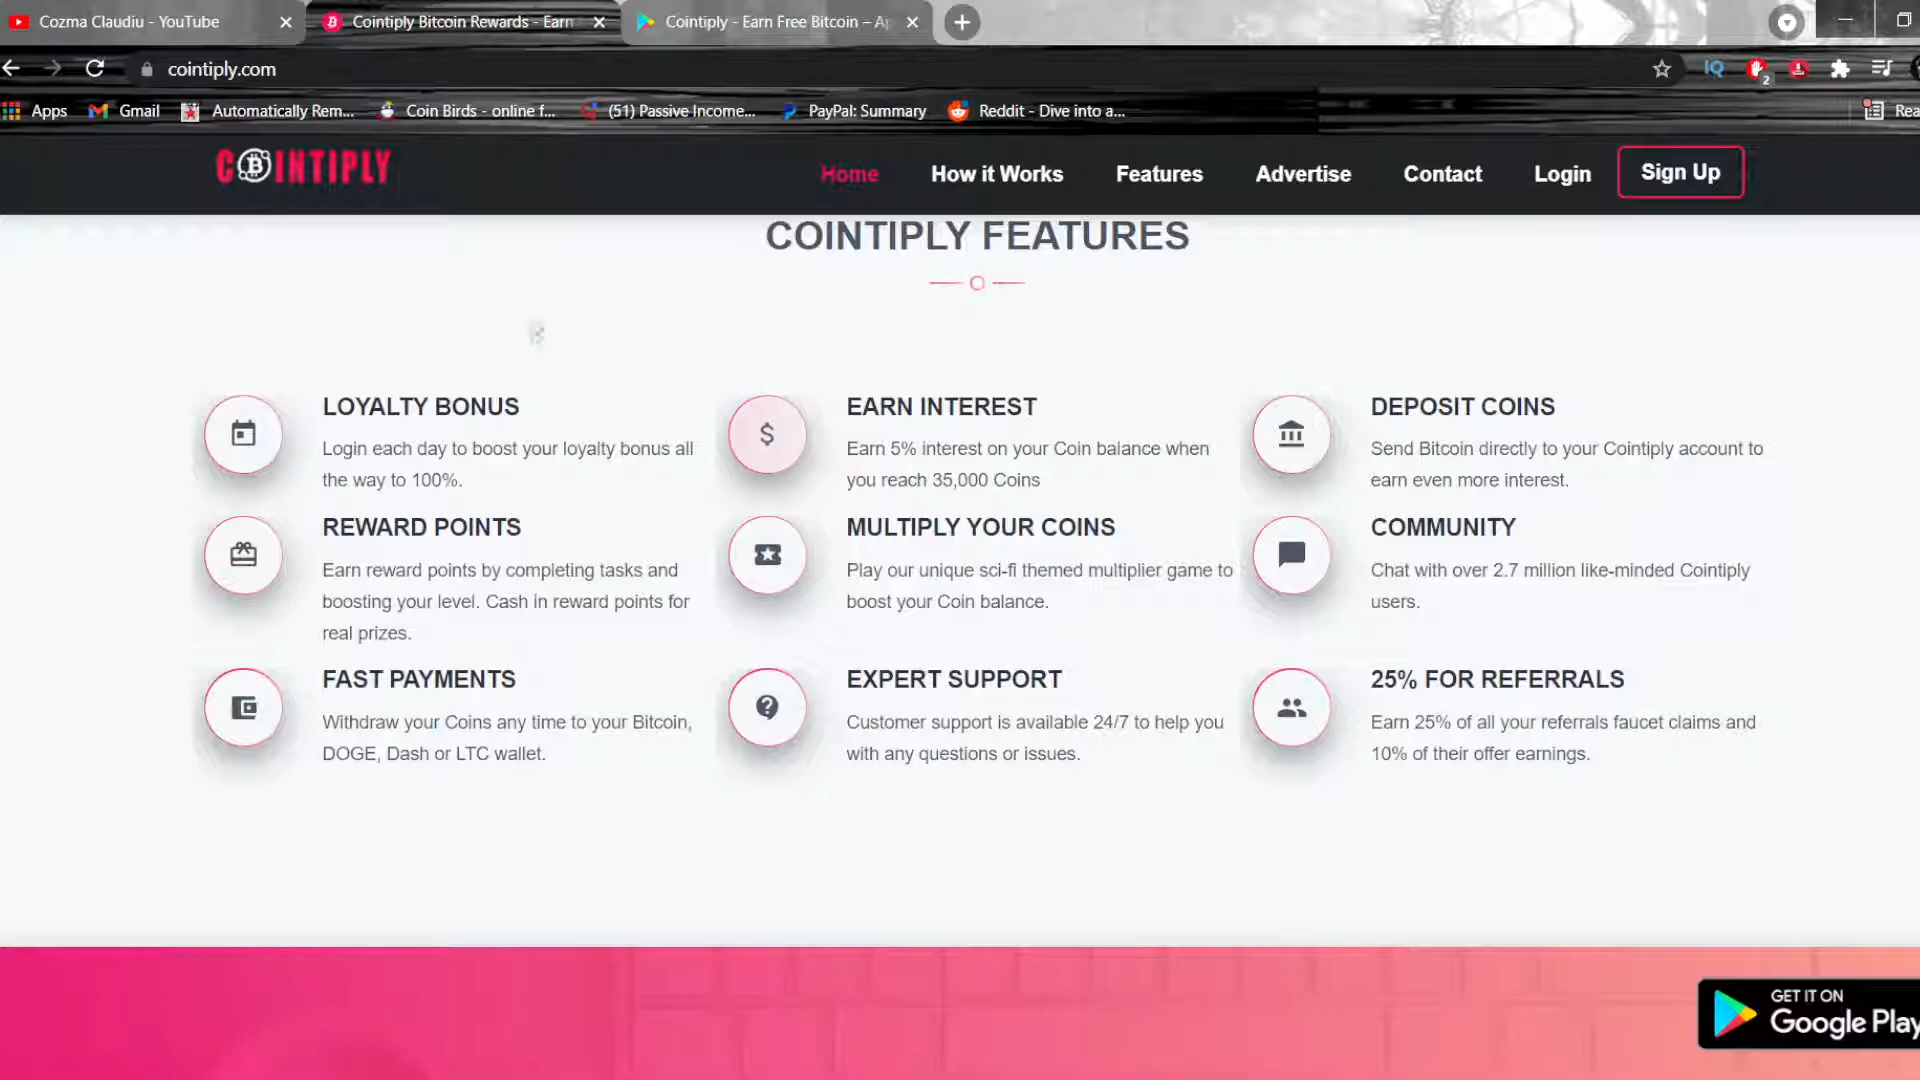 Cozma Claudiu - YouTube
Cointiply Bitcoin Rewards - Earn
Cointiply - Earn Free Bitcoin – Ap
cointiply.com
IQ
2
Apps
Gmail
Automatically Rem...
Coin Birds - online f...
(51) Passive Income...
PayPal: Summary
Reddit - Dive into a...
Rea
COINTIPLY
Home
How it Works
Features
Advertise
Contact
Login
Sign Up
COINTIPLY FEATURES
LOYALTY BONUS
Login each day to boost your loyalty bonus all
the way to 100%.
EARN INTEREST
Earn 5% interest on your Coin balance when
you reach 35,000 Coins
DEPOSIT COINS
Send Bitcoin directly to your Cointiply account to
earn even more interest.
REWARD POINTS
Earn reward points by completing tasks and
boosting your level. Cash in reward points for
real prizes.
MULTIPLY YOUR COINS
Play our unique sci-fi themed multiplier game to
boost your Coin balance.
COMMUNITY
Chat with over 2.7 million like-minded Cointiply
users.
FAST PAYMENTS
Withdraw your Coins any time to your Bitcoin,
DOGE, Dash or LTC wallet.
EXPERT SUPPORT
Customer support is available 24/7 to help you
with any questions or issues.
25% FOR REFERRALS
Earn 25% of all your referrals faucet claims and
10% of their offer earnings.
GET IT ON
Google Play